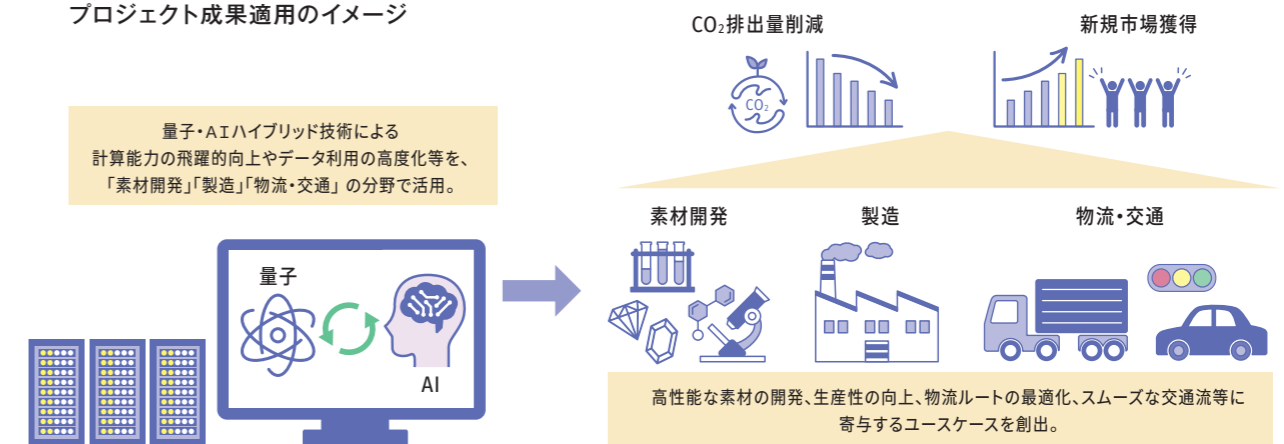 プロジェクト成果適用のイメージ
量子・AIハイブリッド技術による
計算能力の飛躍的向上やデータ利用の高度化等を、
「素材開発」「製造」「物流・交通」の分野で活用。
量子
AI
CO₂排出量削減
新規市場獲得
CO₂
素材開発
製造
物流・交通
高性能な素材の開発、生産性の向上、物流ルートの最適化、スムーズな交通流等に
寄与するユースケースを創出。